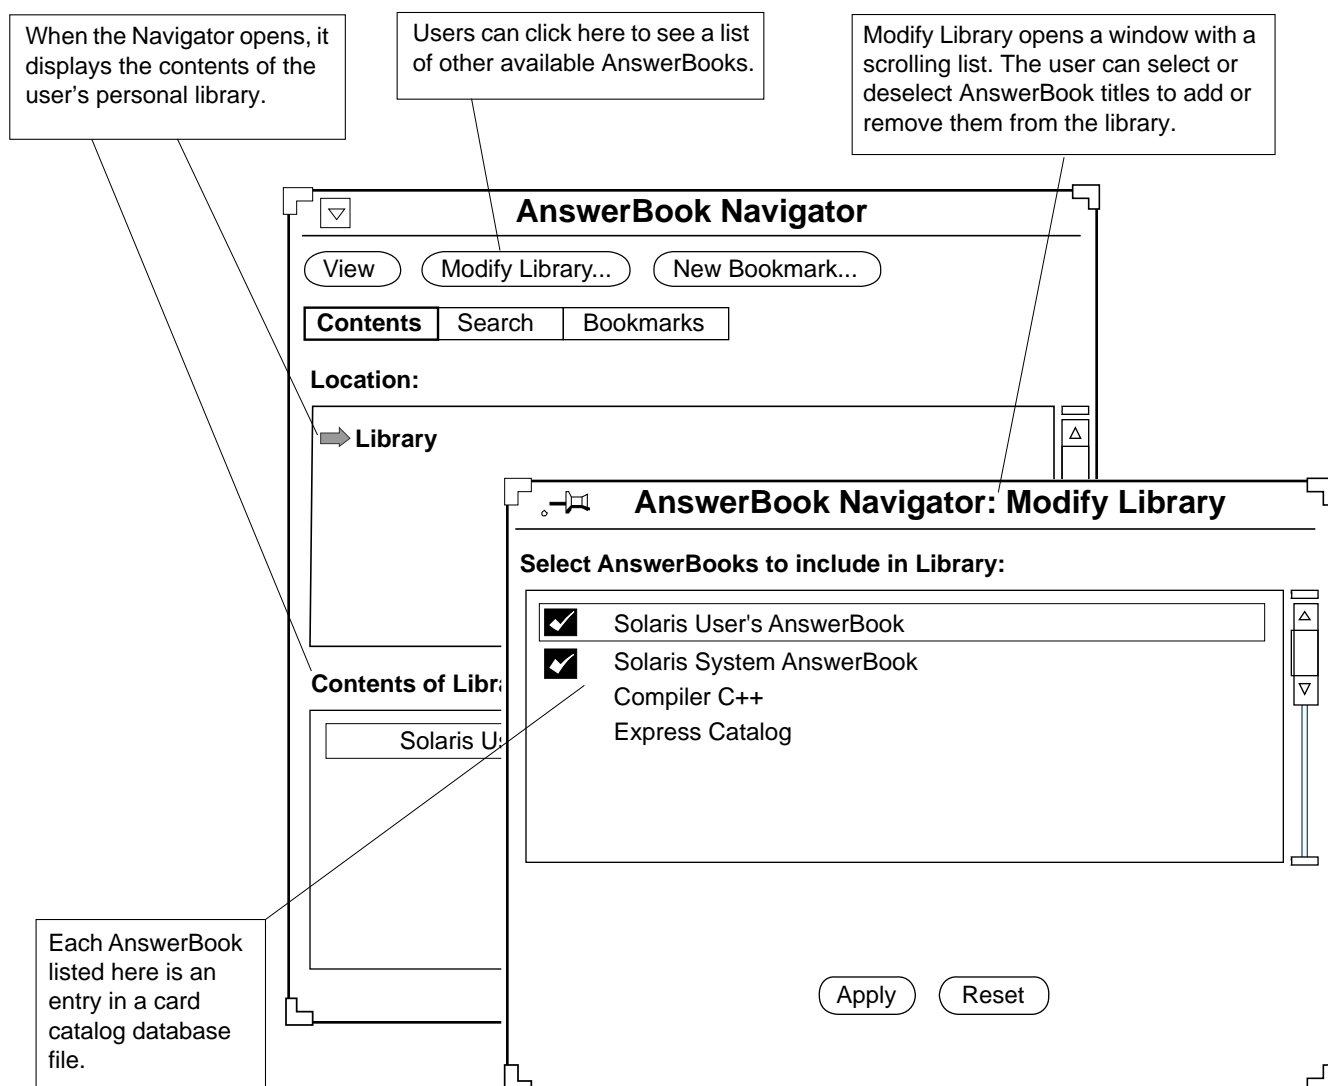 When the Navigator opens, it
displays the contents of the
user’s personal library.
Users can click here to see a list
of other available AnswerBooks.
Modify Library opens a window with a
scrolling list. The user can select or
deselect AnswerBook titles to add or
remove them from the library.
AnswerBook Navigator
View Modify Library... New Bookmark...
Contents Search Bookmarks
Location:
Library
AnswerBook Navigator: Modify Library
Select AnswerBooks to include in Library:
Solaris User's AnswerBook
Solaris System AnswerBook
Compiler C++
Express Catalog
Contents of Libra
Solaris Us
Each AnswerBook
listed here is an
entry in a card
catalog database
file.
Apply Reset